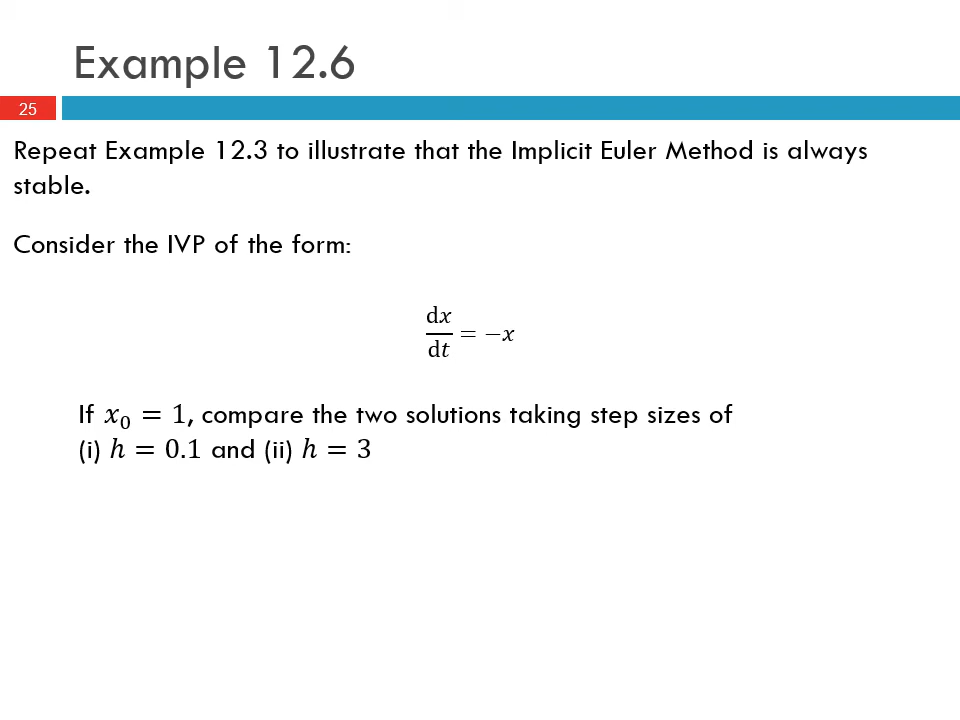 Example 12.6
25
Repeat Example 12.3 to illustrate that the Implicit Euler Method is always
stable.
Consider the IVP of the form:
dx/dt = −x
If x₀ = 1, compare the two solutions taking step sizes of
(i) h = 0.1 and (ii) h = 3